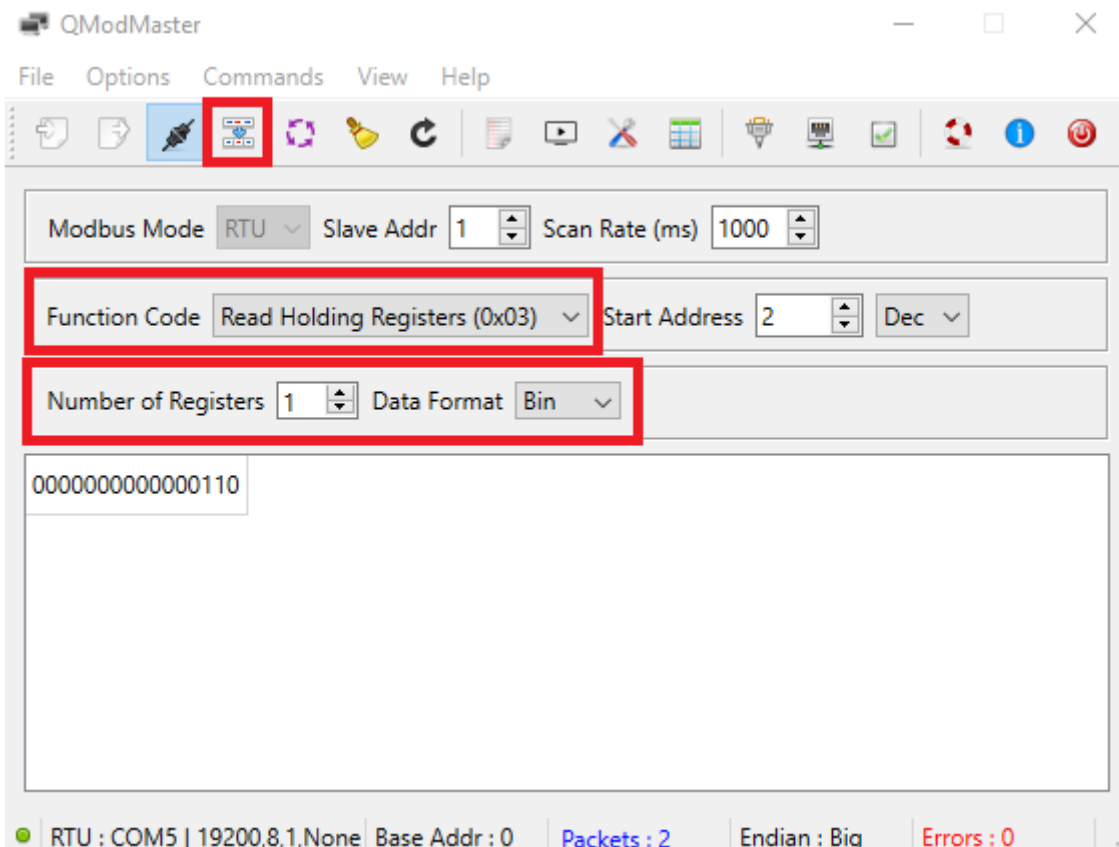 QModMaster
File Options Commands View Help
Modbus Mode RTU Slave Addr 1 Scan Rate (ms) 1000
Function Code Read Holding Registers (0x03) Start Address 2 Dec
Number of Registers 1 Data Format Bin
0000000000000110
RTU : COM5 | 19200,8,1,None Base Addr : 0 Packets : 2 Endian : Big Errors : 0